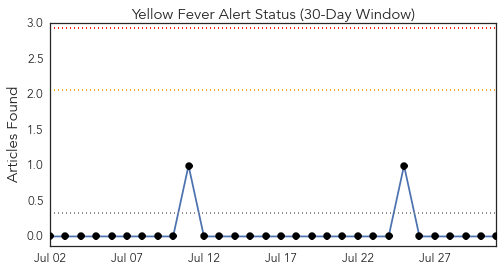 Yellow Fever Alert Status (30-Day Window)
3.0
2.5
2.0
1.5
1.0
0.5
0.0
Articles Found
Jul 02 Jul 07 Jul 12 Jul 17 Jul 22 Jul 27